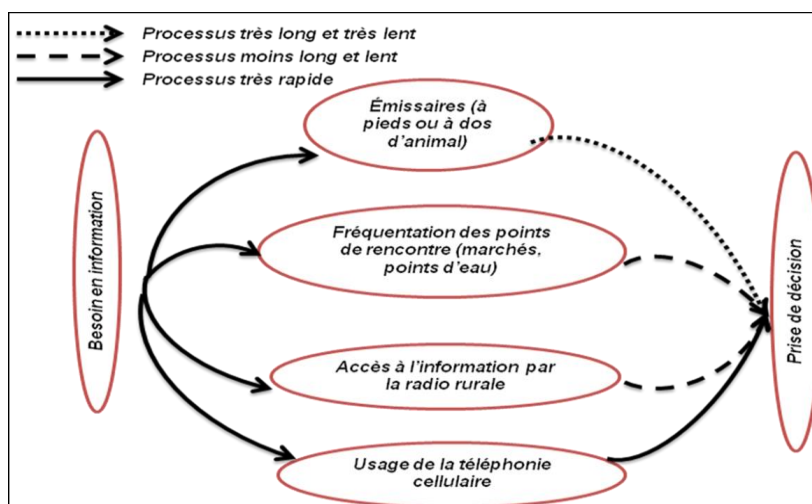 Processus très long et très lent
Processus moins long et lent
Processus très rapide
Émissaires (à
pieds ou à dos
d'animal)
Besoin en information
Fréquentation des points
de rencontre (marchés,
points d'eau)
Prise de décision
Accès à l'information par
la radio rurale
Usage de la téléphonie
cellulaire